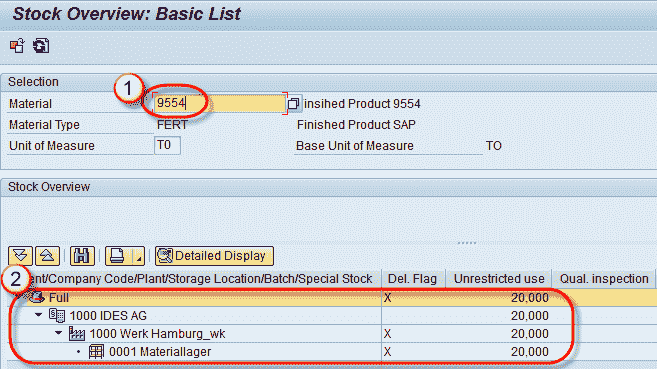 Stock Overview: Basic List
Selection
1
Material 9554 insihed Product 9554
Material Type FERT Finished Product SAP
Unit of Measure TO Base Unit of Measure TO
Stock Overview
Detailed Display
2
ent/Company Code/Plant/Storage Location/Batch/Special Stock Del. Flag Unrestricted use Qual. inspection
Full X 20,000
1000 IDES AG 20,000
1000 Werk Hamburg_wk X 20,000
0001 Materiallager X 20,000